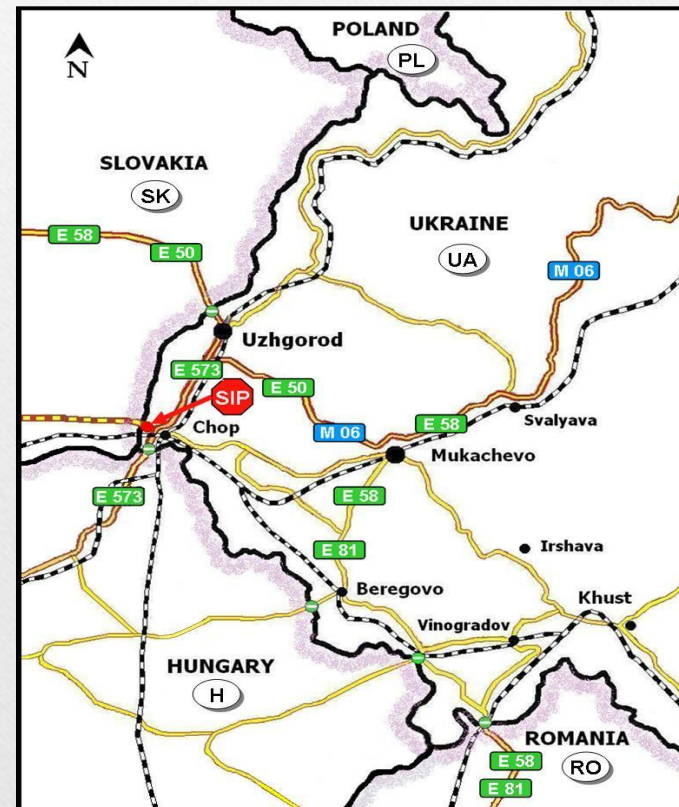 POLAND
PL
N
SLOVAKIA
SK
UKRAINE
UA
E 58
E 50
M 06
Uzhgorod
E 573
E 50
SIP
Svalyava
E 58
M 06
Chop
Mukachevo
E 573
E 58
E 81
Irshava
Beregovo
Khust
Vinogradov
HUNGARY
H
ROMANIA
RO
E 58
E 81